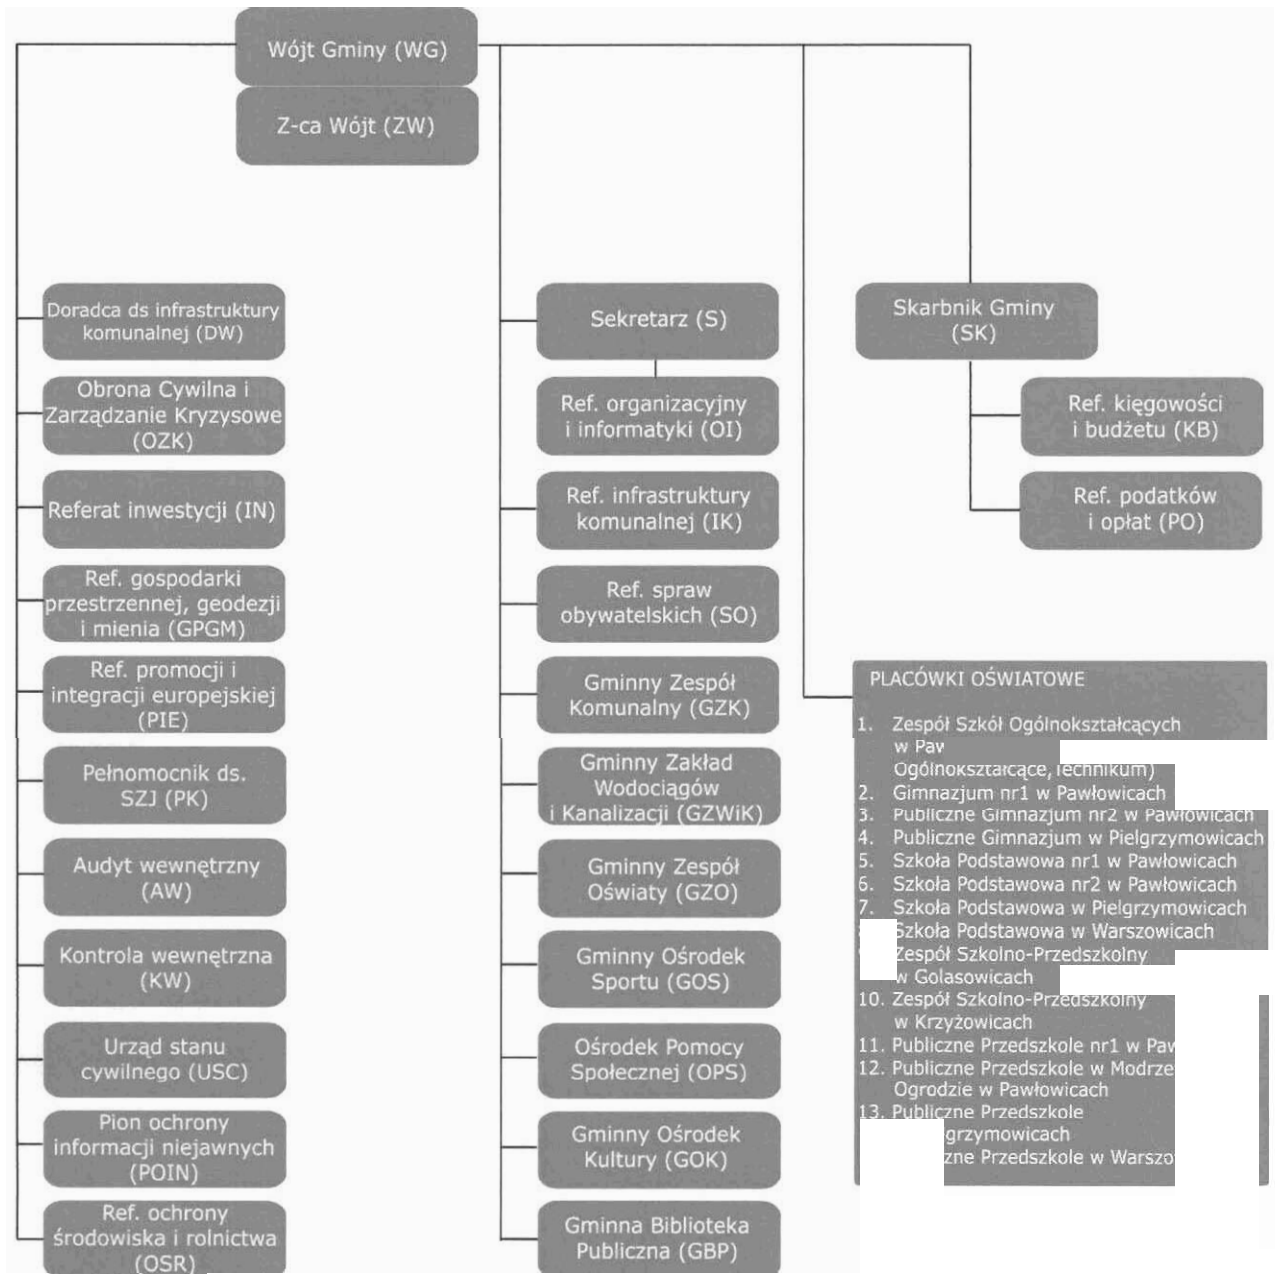 Wójt Gminy (WG)
Z-ca Wójt (ZW)
Doradca ds infrastruktury
komunalnej (DW)
Obrona Cywilna i
Zarządzanie Kryzysowe
(OZK)
Referat inwestycji (IN)
Ref. gospodarki
przestrzennej, geodezji
i mienia (GPGM)
Ref. promocji i
integracji europejskiej
(PIE)
Pełnomocnik ds.
SZJ (PK)
Audyt wewnętrzny
(AW)
Kontrola wewnętrzna
(KW)
Urząd stanu
cywilnego (USC)
Pion ochrony
informacji niejawnych
(POIN)
Ref. ochrony
środowiska i rolnictwa
(OSR)
Sekretarz (S)
Ref. organizacyjny
i informatyki (OI)
Ref. infrastruktury
komunalnej (IK)
Ref. spraw
obywatelskich (SO)
Gminny Zespół
Komunalny (GZK)
Gminny Zakład
Wodociągów
i Kanalizacji (GZWiK)
Gminny Zespół
Oświaty (GZO)
Gminny Ośrodek
Sportu (GOS)
Ośrodek Pomocy
Społecznej (OPS)
Gminny Ośrodek
Kultury (GOK)
Gminna Biblioteka
Publiczna (GBP)
Skarbnik Gminy
(SK)
Ref. kięgowości
i budżetu (KB)
Ref. podatków
i opłat (PO)
PLACÓWKI OŚWIATOWE
1. Zespół Szkół Ogólnokształcących
w
Ogólnokształcące,Technikum)
2. Gimnazjum nr1 w Pawłowicach
3. Publiczne Gimnazjum nr2 w Pawłowicach
4. Publiczne Gimnazjum w Pielgrzymowicach
5. Szkoła Podstawowa nr1 w Pawłowicach
6. Szkoła Podstawowa nr2 w Pawłowicach
7. Szkoła Podstawowa w Pielgrzymowicach
Szkoła Podstawowa w Warszowicach
Zespół Szkolno-Przedszkolny
w Golasowicach
10. Zespół Szkolno-Przedszkolny
w Krzyżowicach
11. Publiczne Przedszkole nr1 w
12. Publiczne Przedszkole w
Ogrodzie w Pawłowicach
13. Publiczne Przedszkole
Przedszkole w